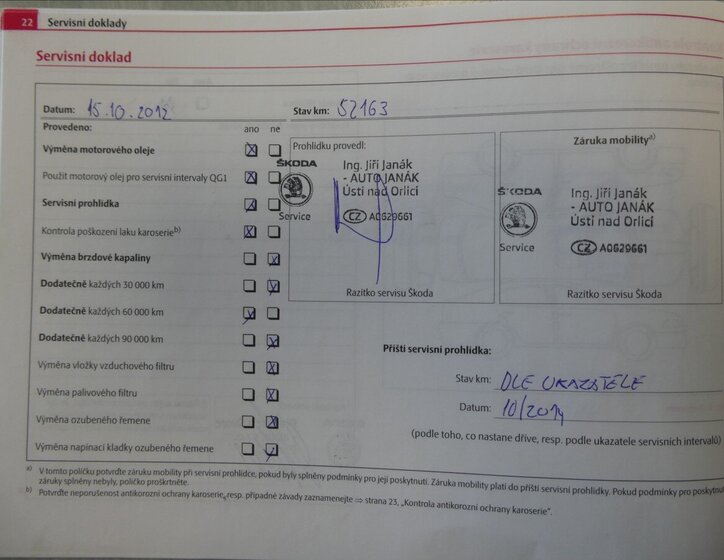 22 Servisní doklady
Servisní doklad
Datum: 15.10.2012
Stav km: 52163
Provedeno: ano ne
Výměna motorového oleje
Použit motorový olej pro servisní intervaly QG1
Servisní prohlídka
Kontrola poškození laku karoserie b)
Výměna brzdové kapaliny
Dodatečně každých 30 000 km
Dodatečně každých 60 000 km
Dodatečně každých 90 000 km
Výměna vložky vzduchového filtru
Výměna palivového filtru
Výměna ozubeného řemene
Výměna napínací kladky ozubeného řemene
Prohlídku provedl:
ŠKODA
Service
Ing. Jiří Janák
- AUTO JANÁK
Ústí nad Orlicí
CZ A0629661
Razítko servisu Škoda
Záruka mobility a)
ŠKODA
Service
Ing. Jiří Janák
- AUTO JANÁK
Ústí nad Orlicí
CZ A0629661
Razítko servisu Škoda
Příští servisní prohlídka:
Stav km: DLE UKAZATELE
Datum: 10/2014
(podle toho, co nastane dříve, resp. podle ukazatele servisních intervalů)
a) V tomto políčku potvrďte záruku mobility při servisní prohlídce, pokud byly splněny podmínky pro její poskytnutí. Záruka mobility platí do příští servisní prohlídky. Pokud podmínky pro poskytnu
záruky splněny nebyly, políčko proškrtněte.
b) Potvrďte neporušenost antikorozní ochrany karoserie, resp. případné závady zaznamenejte ⇒ strana 23, „Kontrola antikorozní ochrany karoserie“.